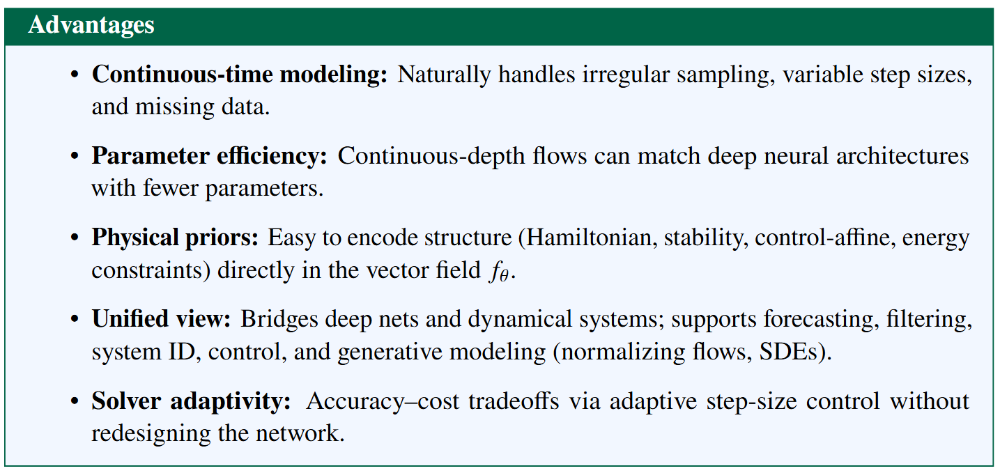 Advantages
• Continuous-time modeling: Naturally handles irregular sampling, variable step sizes,
and missing data.
• Parameter efficiency: Continuous-depth flows can match deep neural architectures
with fewer parameters.
• Physical priors: Easy to encode structure (Hamiltonian, stability, control-affine, energy
constraints) directly in the vector field fθ.
• Unified view: Bridges deep nets and dynamical systems; supports forecasting, filtering,
system ID, control, and generative modeling (normalizing flows, SDEs).
• Solver adaptivity: Accuracy–cost tradeoffs via adaptive step-size control without
redesigning the network.